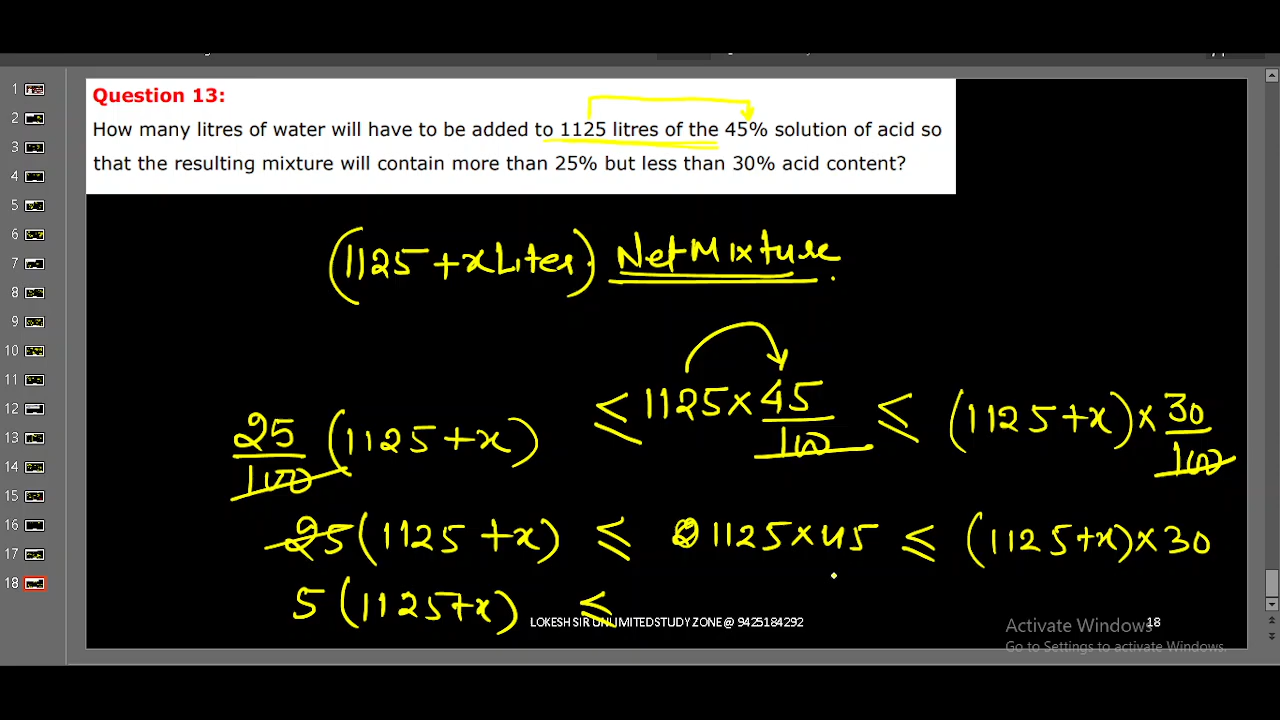 1
2
3
4
5
6
7
8
9
10
11
12
13
14
15
16
17
18
Question 13:
How many litres of water will have to be added to 1125 litres of the 45% solution of acid so
that the resulting mixture will contain more than 25% but less than 30% acid content?
(1125 + x Liter) Net Mixture.
25/100 (1125 + x) ≤ 1125 × 45/100 ≤ (1125 + x) × 30/100
25 (1125 + x) ≤ 1125 × 45 ≤ (1125 + x) × 30
5 (1125 + x) ≤
LOKESH SIR UNLIMITEDSTUDY ZONE @ 9425184292
18
Activate Windows
Go to Settings to activate Windows.